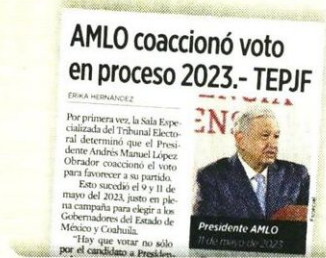 AMLO coaccionó voto
en proceso 2023.- TEPJF
ERIKA HERNÁNDEZ
Por primera vez, la Sala Espe-
cializada del Tribunal Electo-
ral determinó que el Presi-
dente Andrés Manuel López
Obrador coaccionó el voto
para favorecer a su partido.
Esto sucedió el 9 y 11 de
mayo del 2023, justo en ple-
na campaña para elegir a los
Gobernadores del Estado de
México y Coahuila.
"Hay que votar no sólo
por el candidato a Presiden-
Presidente AMLO
11 de mayo de 2023